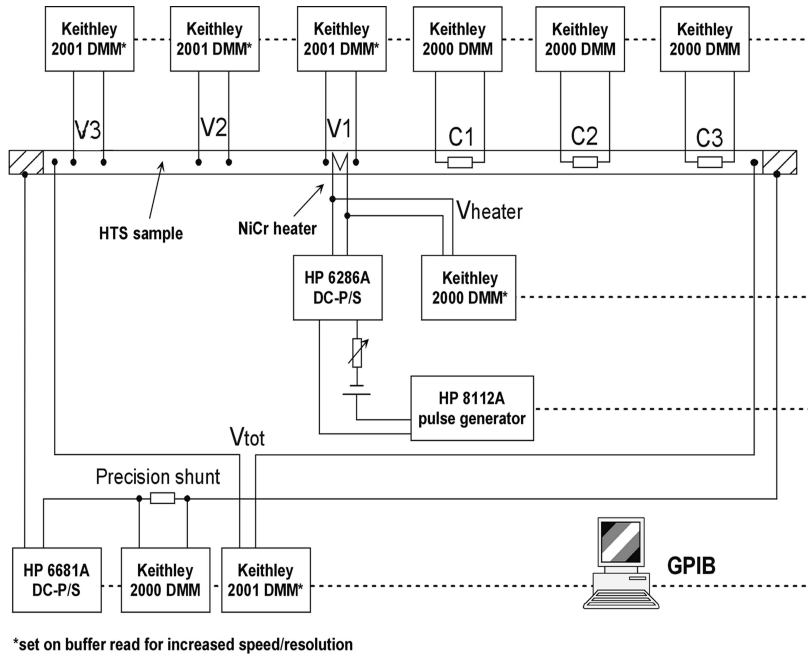 Keithley
2001 DMM*
Keithley
2001 DMM*
Keithley
2001 DMM*
Keithley
2000 DMM
Keithley
2000 DMM
Keithley
2000 DMM
V3
V2
V1
C1
C2
C3
HTS sample
NiCr heater
Vheater
HP 6286A
DC-P/S
Keithley
2000 DMM*
HP 8112A
pulse generator
Vtot
Precision shunt
HP 6681A
DC-P/S
Keithley
2000 DMM
Keithley
2001 DMM*
GPIB
*set on buffer read for increased speed/resolution